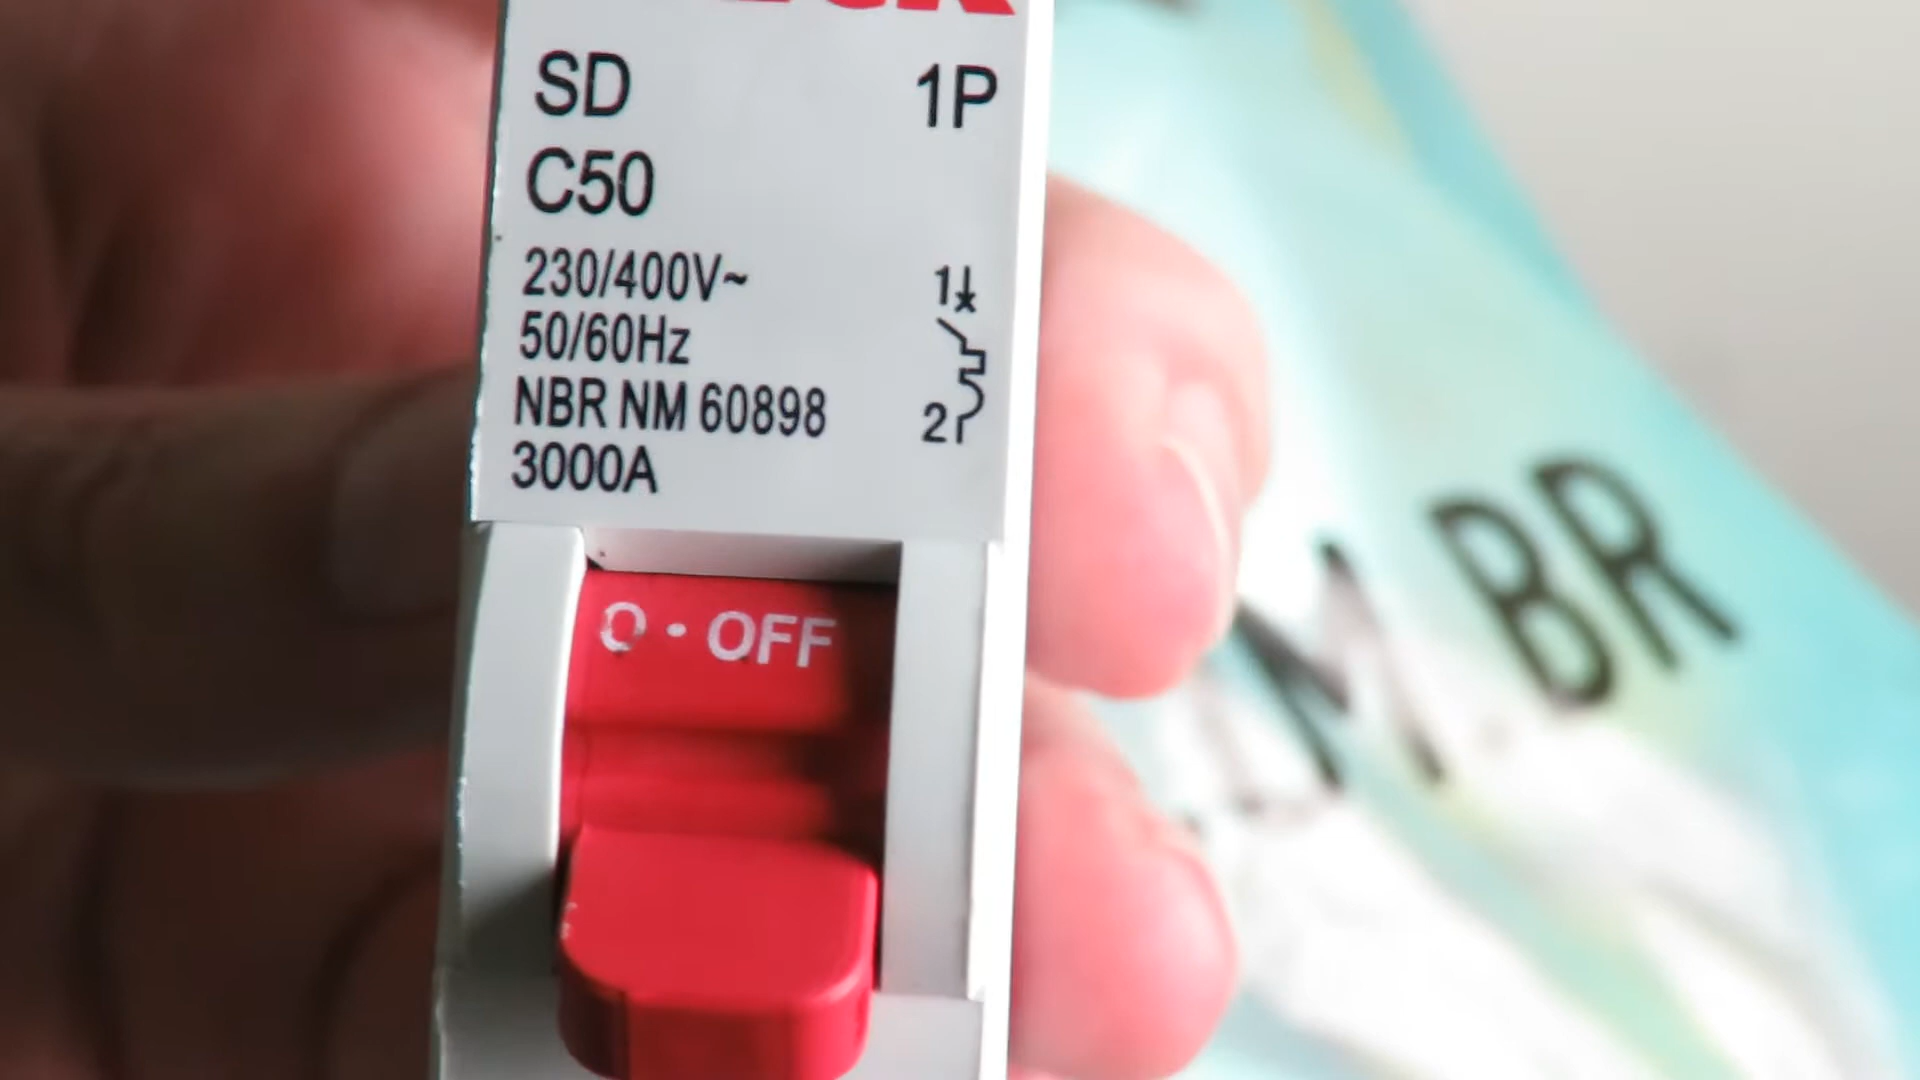 SD 1P
C50
230/400V~
50/60Hz
NBR NM 60898
3000A
1
2
O · OFF
BR